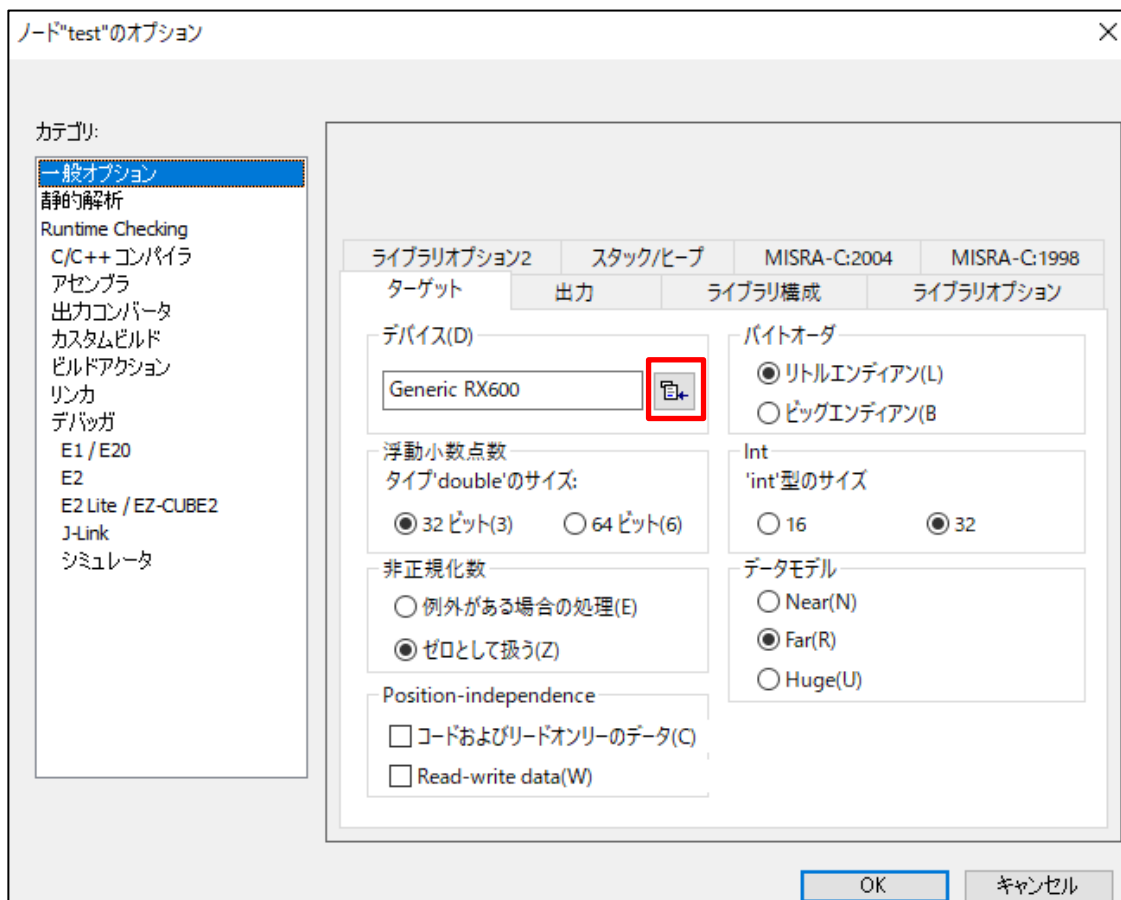 ノード"test"のオプション
カテゴリ:
一般オプション
静的解析
Runtime Checking
C/C++ コンパイラ
アセンブラ
出力コンバータ
カスタムビルド
ビルドアクション
リンカ
デバッガ
E1 / E20
E2
E2 Lite / EZ-CUBE2
J-Link
シミュレータ
ライブラリオプション2 スタック/ヒープ MISRA-C:2004 MISRA-C:1998
ターゲット 出力 ライブラリ構成 ライブラリオプション
デバイス(D)
Generic RX600
バイトオーダ
リトルエンディアン(L)
ビッグエンディアン(B
浮動小数点数
タイプ'double'のサイズ:
32 ビット(3) 64 ビット(6)
Int
'int'型のサイズ
16 32
非正規化数
例外がある場合の処理(E)
ゼロとして扱う(Z)
データモデル
Near(N)
Far(R)
Huge(U)
Position-independence
コードおよびリードオンリーのデータ(C)
Read-write data(W)
OK キャンセル